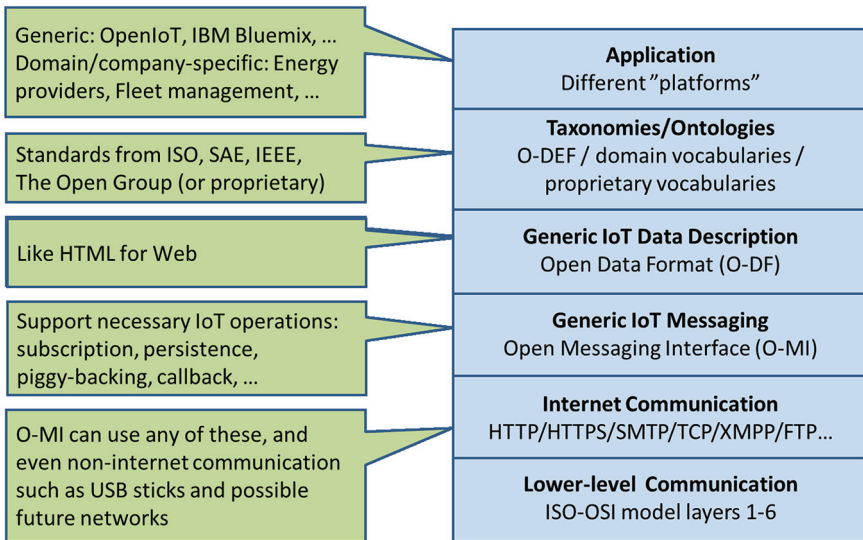 Generic: OpenIoT, IBM Bluemix, ...
Domain/company-specific: Energy
providers, Fleet management, ...
Application
Different ”platforms”
Standards from ISO, SAE, IEEE,
The Open Group (or proprietary)
Taxonomies/Ontologies
O-DEF / domain vocabularies /
proprietary vocabularies
Like HTML for Web
Generic IoT Data Description
Open Data Format (O-DF)
Support necessary IoT operations:
subscription, persistence,
piggy-backing, callback, ...
Generic IoT Messaging
Open Messaging Interface (O-MI)
O-MI can use any of these, and
even non-internet communication
such as USB sticks and possible
future networks
Internet Communication
HTTP/HTTPS/SMTP/TCP/XMPP/FTP...
Lower-level Communication
ISO-OSI model layers 1-6